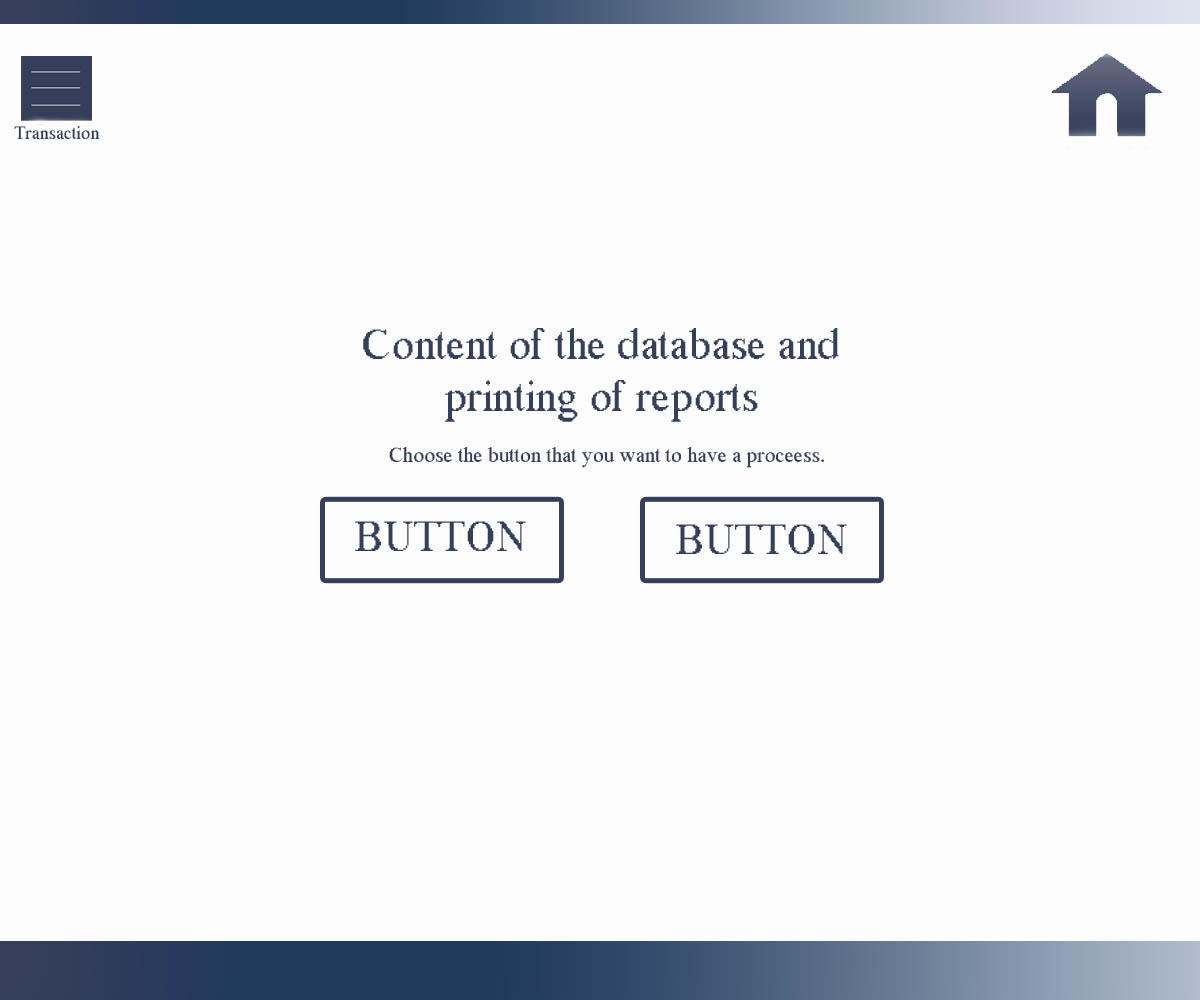 Transaction
Content of the database and
printing of reports
Choose the button that you want to have a proceess.
BUTTON
BUTTON